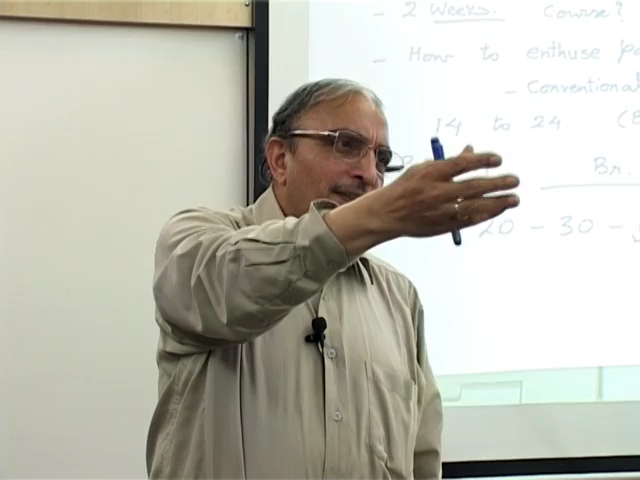 - 2 Weeks. Course?
- How to enthuse
- Conventional
14 to 24 (B
Br.
20 - 30 -